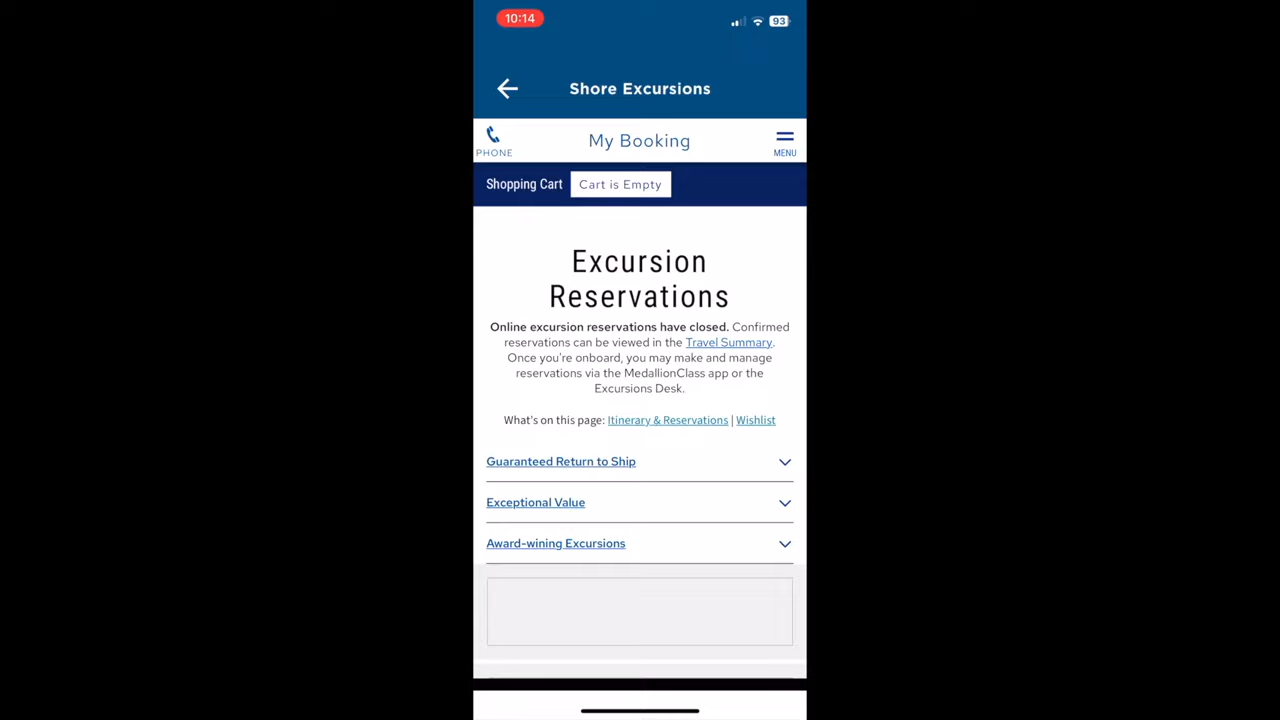 10:14
93
Shore Excursions
PHONE
My Booking
MENU
Shopping Cart Cart is Empty
Excursion
Reservations
Online excursion reservations have closed. Confirmed
reservations can be viewed in the Travel Summary.
Once you're onboard, you may make and manage
reservations via the MedallionClass app or the
Excursions Desk.
What's on this page: Itinerary & Reservations | Wishlist
Guaranteed Return to Ship
Exceptional Value
Award-wining Excursions